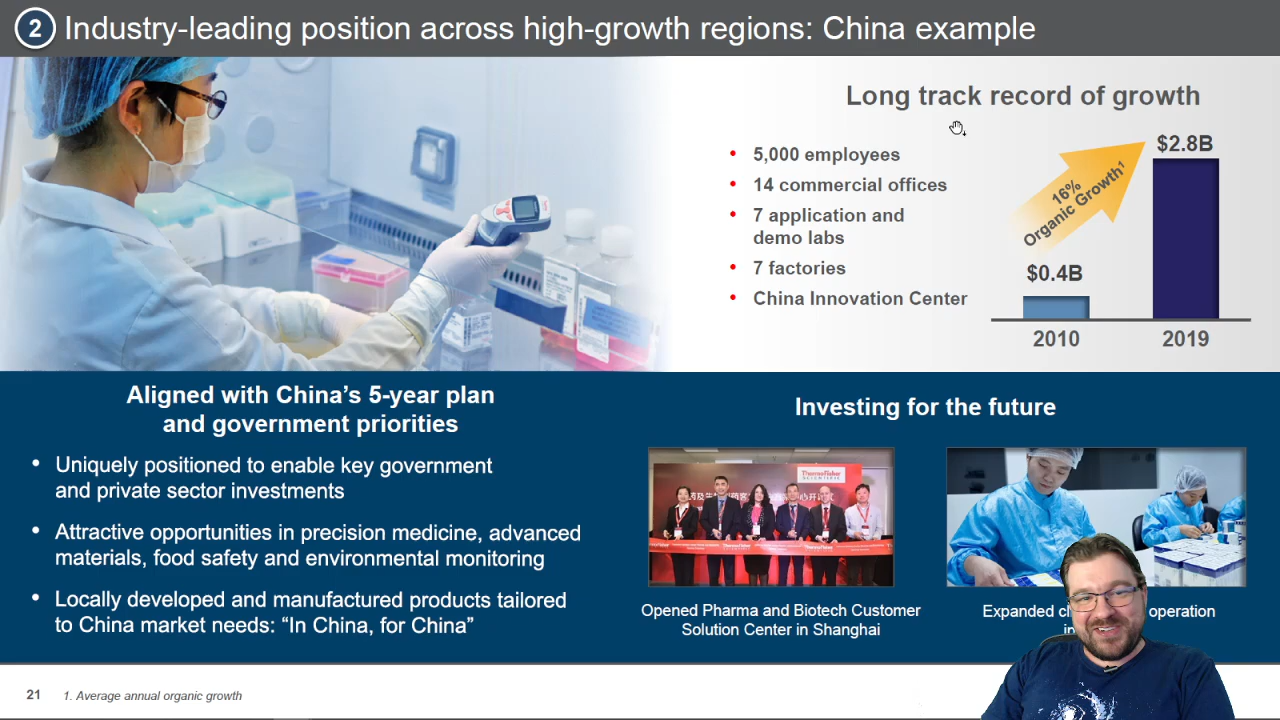 2 Industry-leading position across high-growth regions: China example
Long track record of growth
• 5,000 employees
• 14 commercial offices
• 7 application and
demo labs
• 7 factories
• China Innovation Center
16%
Organic Growth¹
$0.4B
$2.8B
2010
2019
Aligned with China's 5-year plan
and government priorities
• Uniquely positioned to enable key government
and private sector investments
• Attractive opportunities in precision medicine, advanced
materials, food safety and environmental monitoring
• Locally developed and manufactured products tailored
to China market needs: “In China, for China”
Investing for the future
ThermoFisher
SCIENTIFIC
Opened Pharma and Biotech Customer
Solution Center in Shanghai
Expanded operation
21
1. Average annual organic growth